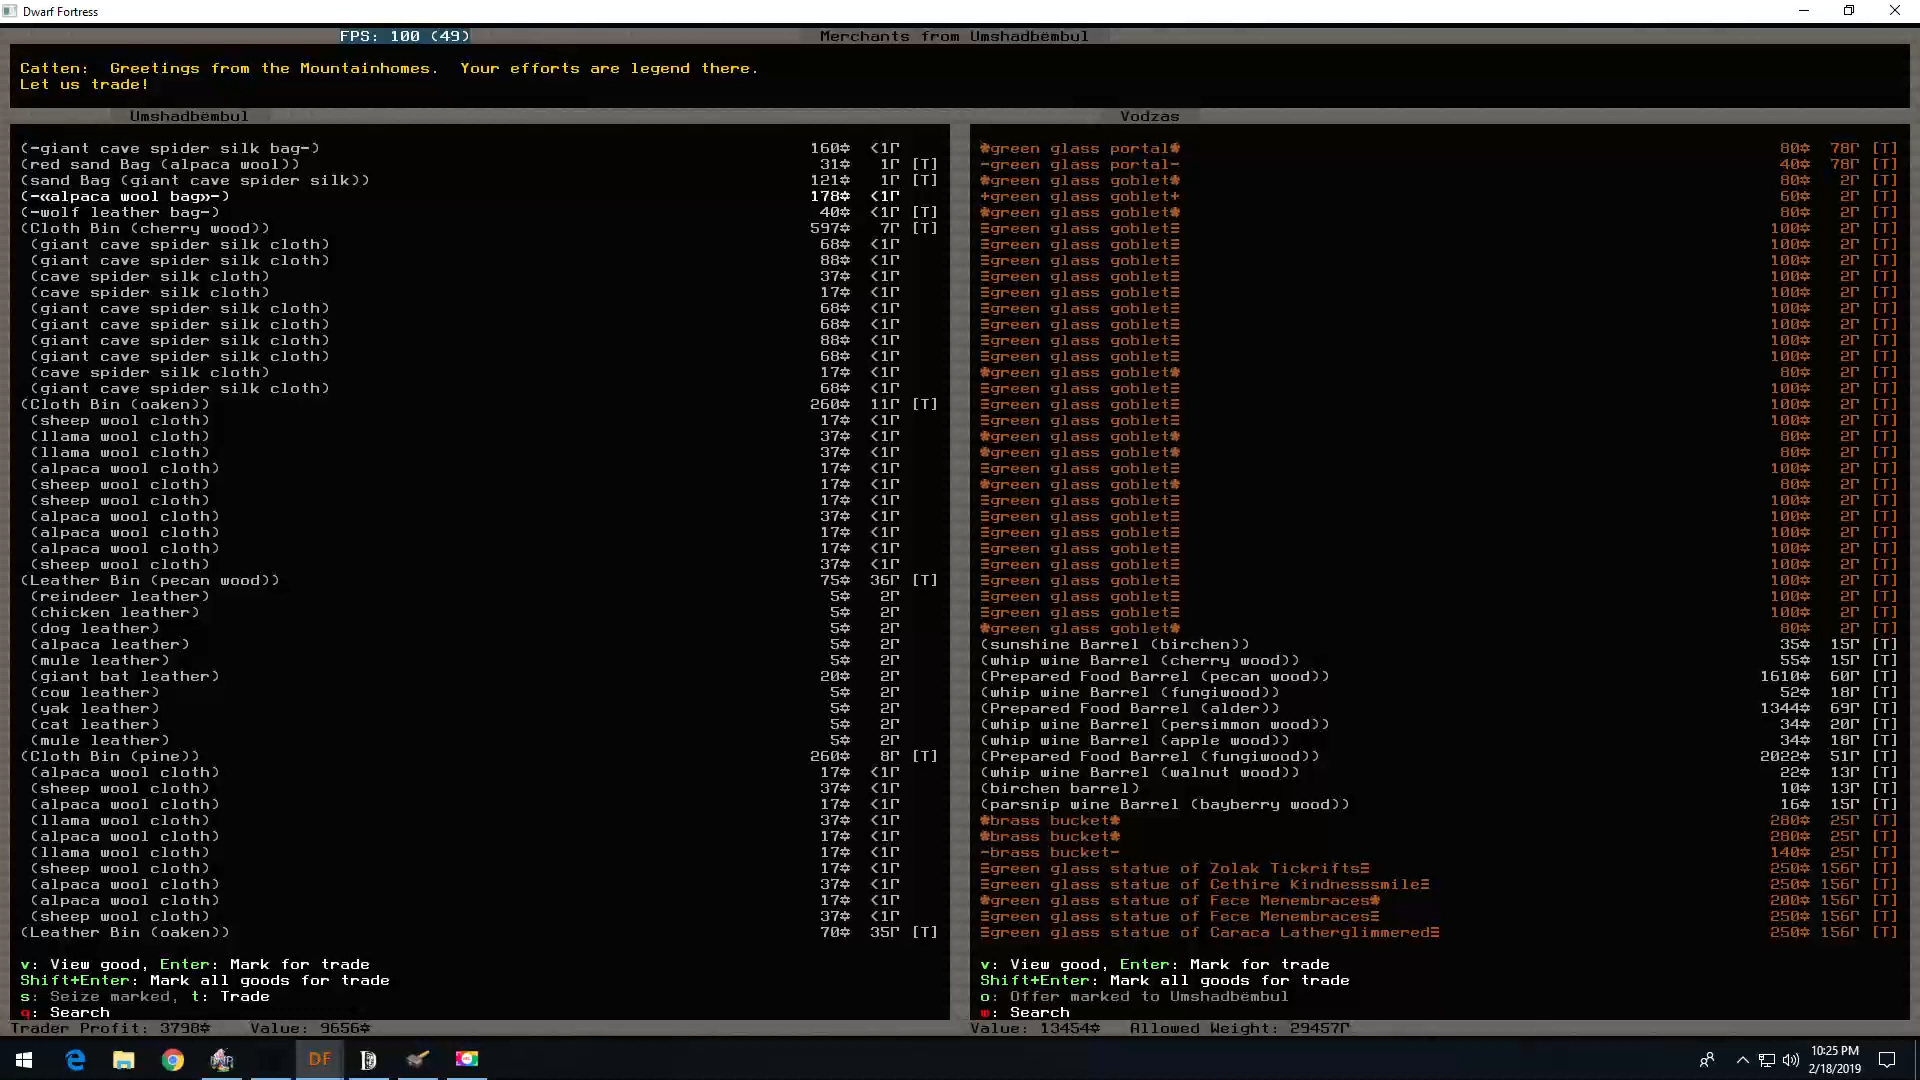 Dwarf Fortress
FPS: 100 (49)
Merchants from Umshadbëmbul
Catten:  Greetings from the Mountainhomes.  Your efforts are legend there.
Let us trade!
Umshadbëmbul
(-giant cave spider silk bag-) 160☼ <1Γ
(red sand Bag (alpaca wool)) 31☼ 1Γ [T]
(sand Bag (giant cave spider silk)) 121☼ 1Γ [T]
(-«alpaca wool bag»-) 178☼ <1Γ
(-wolf leather bag-) 40☼ <1Γ [T]
(Cloth Bin (cherry wood)) 597☼ 7Γ [T]
(giant cave spider silk cloth) 68☼ <1Γ
(giant cave spider silk cloth) 88☼ <1Γ
(cave spider silk cloth) 37☼ <1Γ
(cave spider silk cloth) 17☼ <1Γ
(giant cave spider silk cloth) 68☼ <1Γ
(giant cave spider silk cloth) 68☼ <1Γ
(giant cave spider silk cloth) 88☼ <1Γ
(giant cave spider silk cloth) 68☼ <1Γ
(cave spider silk cloth) 17☼ <1Γ
(giant cave spider silk cloth) 68☼ <1Γ
(Cloth Bin (oaken)) 260☼ 11Γ [T]
(sheep wool cloth) 17☼ <1Γ
(llama wool cloth) 37☼ <1Γ
(llama wool cloth) 37☼ <1Γ
(alpaca wool cloth) 17☼ <1Γ
(sheep wool cloth) 17☼ <1Γ
(sheep wool cloth) 17☼ <1Γ
(alpaca wool cloth) 37☼ <1Γ
(alpaca wool cloth) 17☼ <1Γ
(alpaca wool cloth) 17☼ <1Γ
(sheep wool cloth) 37☼ <1Γ
(Leather Bin (pecan wood)) 75☼ 36Γ [T]
(reindeer leather) 5☼ 2Γ
(chicken leather) 5☼ 2Γ
(dog leather) 5☼ 2Γ
(alpaca leather) 5☼ 2Γ
(mule leather) 5☼ 2Γ
(giant bat leather) 20☼ 2Γ
(cow leather) 5☼ 2Γ
(yak leather) 5☼ 2Γ
(cat leather) 5☼ 2Γ
(mule leather) 5☼ 2Γ
(Cloth Bin (pine)) 260☼ 8Γ [T]
(alpaca wool cloth) 17☼ <1Γ
(sheep wool cloth) 37☼ <1Γ
(alpaca wool cloth) 17☼ <1Γ
(llama wool cloth) 37☼ <1Γ
(alpaca wool cloth) 17☼ <1Γ
(llama wool cloth) 17☼ <1Γ
(sheep wool cloth) 17☼ <1Γ
(alpaca wool cloth) 37☼ <1Γ
(alpaca wool cloth) 17☼ <1Γ
(sheep wool cloth) 37☼ <1Γ
(Leather Bin (oaken)) 70☼ 35Γ [T]
v: View good, Enter: Mark for trade
Shift+Enter: Mark all goods for trade
s: Seize marked, t: Trade
q: Search
Trader Profit: 3798☼    Value: 9656☼
Vodzas
☼green glass portal☼ 80☼ 78Γ [T]
-green glass portal- 40☼ 78Γ [T]
☼green glass goblet☼ 80☼ 2Γ [T]
+green glass goblet+ 60☼ 2Γ [T]
☼green glass goblet☼ 80☼ 2Γ [T]
≡green glass goblet≡ 100☼ 2Γ [T]
≡green glass goblet≡ 100☼ 2Γ [T]
≡green glass goblet≡ 100☼ 2Γ [T]
≡green glass goblet≡ 100☼ 2Γ [T]
≡green glass goblet≡ 100☼ 2Γ [T]
≡green glass goblet≡ 100☼ 2Γ [T]
≡green glass goblet≡ 100☼ 2Γ [T]
≡green glass goblet≡ 100☼ 2Γ [T]
≡green glass goblet≡ 100☼ 2Γ [T]
☼green glass goblet☼ 80☼ 2Γ [T]
≡green glass goblet≡ 100☼ 2Γ [T]
≡green glass goblet≡ 100☼ 2Γ [T]
≡green glass goblet≡ 100☼ 2Γ [T]
☼green glass goblet☼ 80☼ 2Γ [T]
☼green glass goblet☼ 80☼ 2Γ [T]
≡green glass goblet≡ 100☼ 2Γ [T]
☼green glass goblet☼ 80☼ 2Γ [T]
≡green glass goblet≡ 100☼ 2Γ [T]
≡green glass goblet≡ 100☼ 2Γ [T]
≡green glass goblet≡ 100☼ 2Γ [T]
≡green glass goblet≡ 100☼ 2Γ [T]
≡green glass goblet≡ 100☼ 2Γ [T]
≡green glass goblet≡ 100☼ 2Γ [T]
≡green glass goblet≡ 100☼ 2Γ [T]
≡green glass goblet≡ 100☼ 2Γ [T]
☼green glass goblet☼ 80☼ 2Γ [T]
(sunshine Barrel (birchen)) 35☼ 15Γ [T]
(whip wine Barrel (cherry wood)) 55☼ 15Γ [T]
(Prepared Food Barrel (pecan wood)) 1610☼ 60Γ [T]
(whip wine Barrel (fungiwood)) 52☼ 18Γ [T]
(Prepared Food Barrel (alder)) 1344☼ 69Γ [T]
(whip wine Barrel (persimmon wood)) 34☼ 20Γ [T]
(whip wine Barrel (apple wood)) 34☼ 18Γ [T]
(Prepared Food Barrel (fungiwood)) 2022☼ 51Γ [T]
(whip wine Barrel (walnut wood)) 22☼ 13Γ [T]
(birchen barrel) 10☼ 13Γ [T]
(parsnip wine Barrel (bayberry wood)) 16☼ 15Γ [T]
☼brass bucket☼ 280☼ 25Γ [T]
☼brass bucket☼ 280☼ 25Γ [T]
-brass bucket- 140☼ 25Γ [T]
≡green glass statue of Zolak Tickrifts≡ 250☼ 156Γ [T]
≡green glass statue of Cethire Kindnesssmile≡ 250☼ 156Γ [T]
☼green glass statue of Fece Menembraces☼ 200☼ 156Γ [T]
≡green glass statue of Fece Menembraces≡ 250☼ 156Γ [T]
≡green glass statue of Caraca Latherglimmered≡ 250☼ 156Γ [T]
v: View good, Enter: Mark for trade
Shift+Enter: Mark all goods for trade
o: Offer marked to Umshadbëmbul
w: Search
Value: 13454☼  Allowed Weight: 29457Γ
DF
10:25 PM
2/18/2019